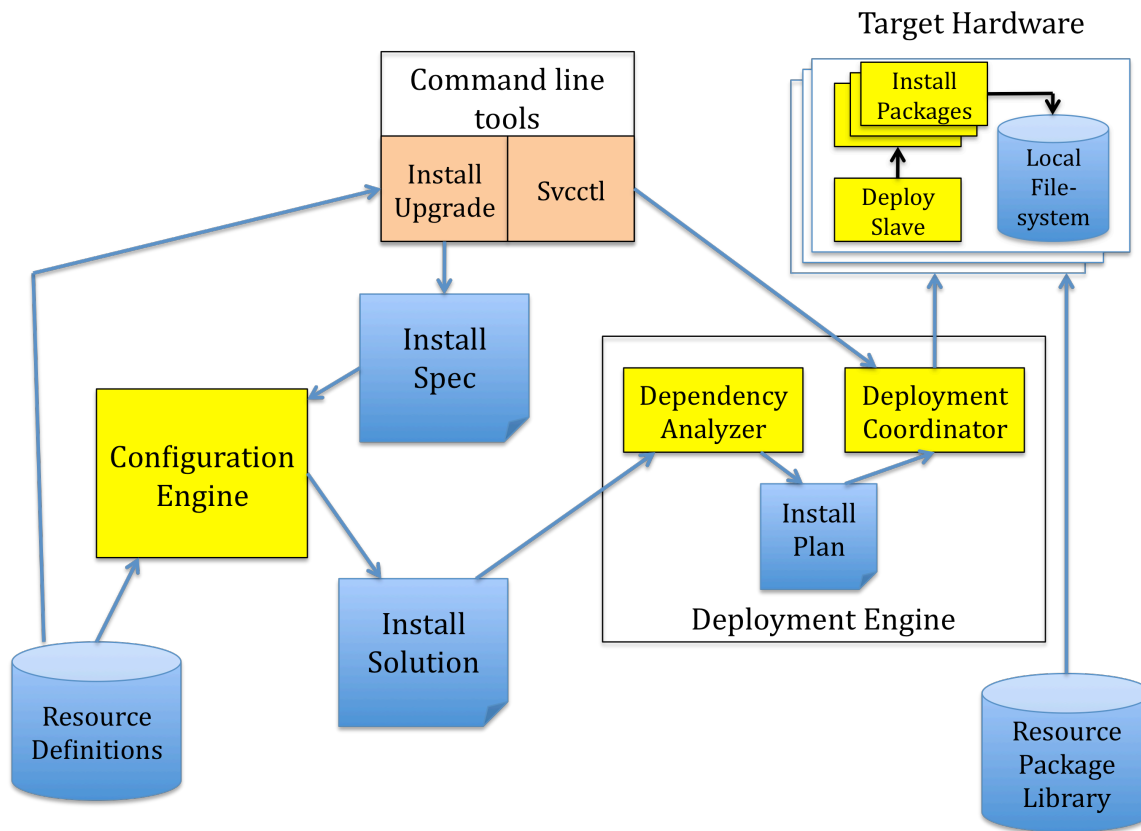 Target Hardware
Command line
tools
Install
Upgrade
Svcctl
Install
Packages
Local
File-
system
Deploy
Slave
Install
Spec
Dependency
Analyzer
Deployment
Coordinator
Configuration
Engine
Install
Plan
Deployment Engine
Install
Solution
Resource
Definitions
Resource
Package
Library